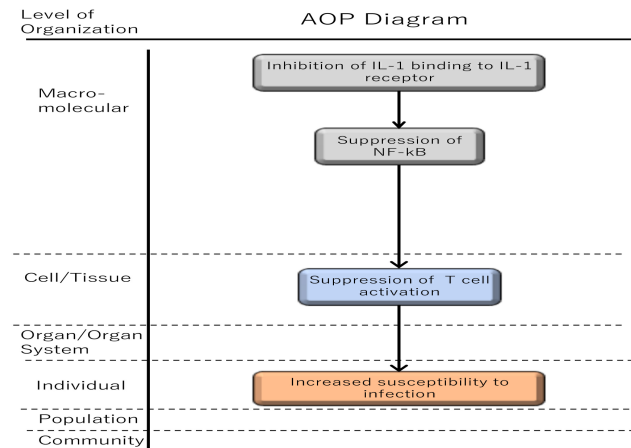 Level of
Organization
AOP Diagram
Macro-
molecular
Inhibition of IL-1 binding to IL-1
receptor
Suppression of
NF-kB
Cell/Tissue
Suppression of T cell
activation
Organ/Organ
System
Individual
Increased susceptibility to
infection
Population
Community